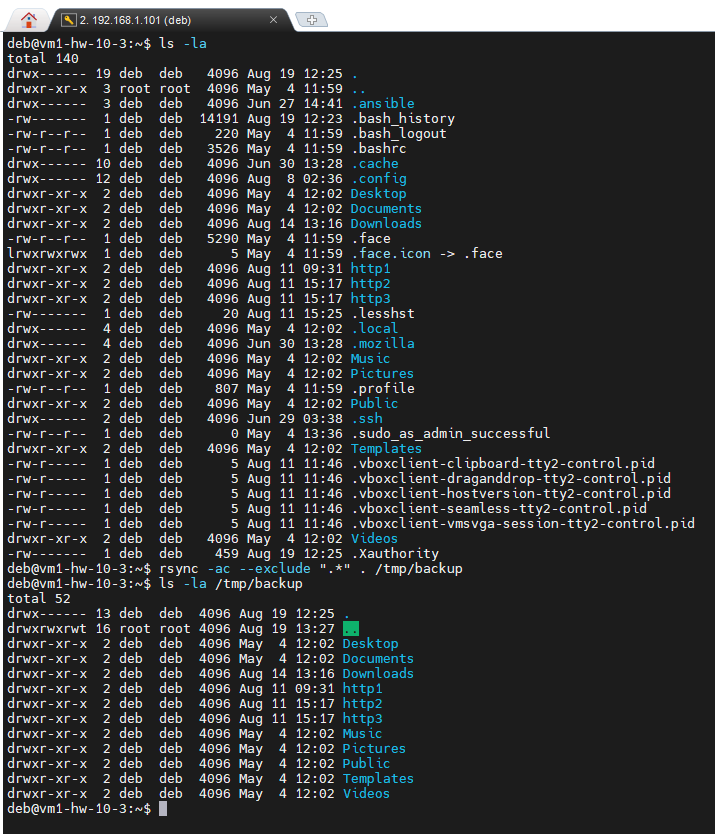 2. 192.168.1.101 (deb)
deb@vm1-hw-10-3:~$ ls -la
total 140
drwx------ 19 deb  deb   4096 Aug 19 12:25 .
drwxr-xr-x  3 root root  4096 May  4 11:59 ..
drwx------  3 deb  deb   4096 Jun 27 14:41 .ansible
-rw-------  1 deb  deb  14191 Aug 19 12:23 .bash_history
-rw-r--r--  1 deb  deb    220 May  4 11:59 .bash_logout
-rw-r--r--  1 deb  deb   3526 May  4 11:59 .bashrc
drwx------ 10 deb  deb   4096 Jun 30 13:28 .cache
drwx------ 12 deb  deb   4096 Aug  8 02:36 .config
drwxr-xr-x  2 deb  deb   4096 May  4 12:02 Desktop
drwxr-xr-x  2 deb  deb   4096 May  4 12:02 Documents
drwxr-xr-x  2 deb  deb   4096 Aug 14 13:16 Downloads
-rw-r--r--  1 deb  deb   5290 May  4 11:59 .face
lrwxrwxrwx  1 deb  deb      5 May  4 11:59 .face.icon -> .face
drwxr-xr-x  2 deb  deb   4096 Aug 11 09:31 http1
drwxr-xr-x  2 deb  deb   4096 Aug 11 15:17 http2
drwxr-xr-x  2 deb  deb   4096 Aug 11 15:17 http3
-rw-------  1 deb  deb     20 Aug 11 15:25 .lesshst
drwx------  4 deb  deb   4096 May  4 12:02 .local
drwx------  4 deb  deb   4096 Jun 30 13:28 .mozilla
drwxr-xr-x  2 deb  deb   4096 May  4 12:02 Music
drwxr-xr-x  2 deb  deb   4096 May  4 12:02 Pictures
-rw-r--r--  1 deb  deb    807 May  4 11:59 .profile
drwxr-xr-x  2 deb  deb   4096 May  4 12:02 Public
drwx------  2 deb  deb   4096 Jun 29 03:38 .ssh
-rw-r--r--  1 deb  deb      0 May  4 13:36 .sudo_as_admin_successful
drwxr-xr-x  2 deb  deb   4096 May  4 12:02 Templates
-rw-r-----  1 deb  deb      5 Aug 11 11:46 .vboxclient-clipboard-tty2-control.pid
-rw-r-----  1 deb  deb      5 Aug 11 11:46 .vboxclient-draganddrop-tty2-control.pid
-rw-r-----  1 deb  deb      5 Aug 11 11:46 .vboxclient-hostversion-tty2-control.pid
-rw-r-----  1 deb  deb      5 Aug 11 11:46 .vboxclient-seamless-tty2-control.pid
-rw-r-----  1 deb  deb      5 Aug 11 11:46 .vboxclient-vmsvga-session-tty2-control.pid
drwxr-xr-x  2 deb  deb   4096 May  4 12:02 Videos
-rw-------  1 deb  deb    459 Aug 19 12:25 .Xauthority
deb@vm1-hw-10-3:~$ rsync -ac --exclude ".*" . /tmp/backup
deb@vm1-hw-10-3:~$ ls -la /tmp/backup
total 52
drwx------ 13 deb  deb  4096 Aug 19 12:25 .
drwxrwxrwt 16 root root 4096 Aug 19 13:27 ..
drwxr-xr-x  2 deb  deb  4096 May  4 12:02 Desktop
drwxr-xr-x  2 deb  deb  4096 May  4 12:02 Documents
drwxr-xr-x  2 deb  deb  4096 Aug 14 13:16 Downloads
drwxr-xr-x  2 deb  deb  4096 Aug 11 09:31 http1
drwxr-xr-x  2 deb  deb  4096 Aug 11 15:17 http2
drwxr-xr-x  2 deb  deb  4096 Aug 11 15:17 http3
drwxr-xr-x  2 deb  deb  4096 May  4 12:02 Music
drwxr-xr-x  2 deb  deb  4096 May  4 12:02 Pictures
drwxr-xr-x  2 deb  deb  4096 May  4 12:02 Public
drwxr-xr-x  2 deb  deb  4096 May  4 12:02 Templates
drwxr-xr-x  2 deb  deb  4096 May  4 12:02 Videos
deb@vm1-hw-10-3:~$